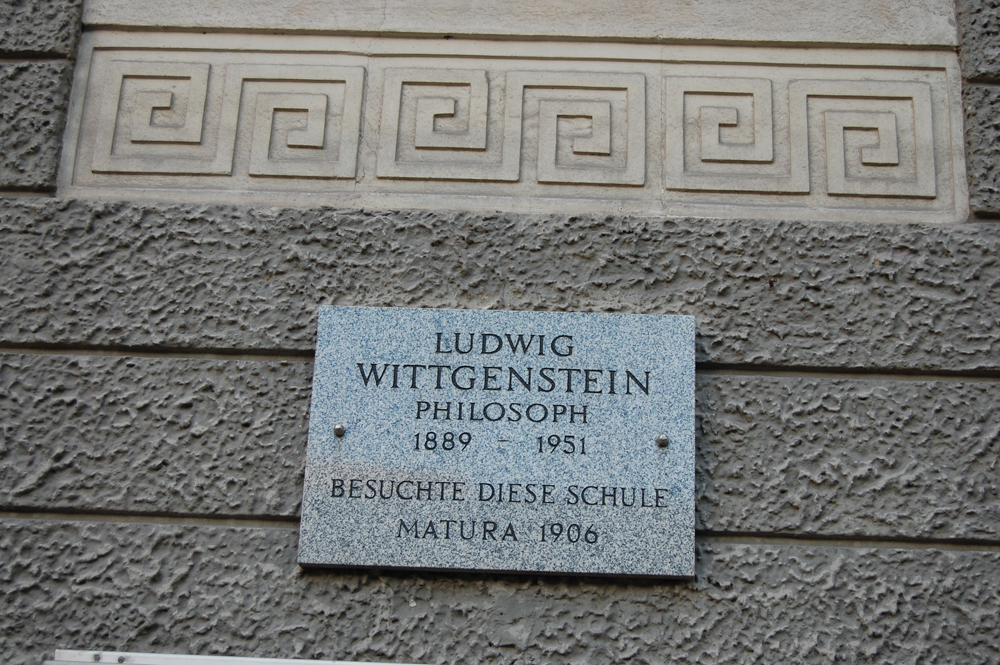 LUDWIG
WITTGENSTEIN
PHILOSOPH
1889 - 1951
BESUCHTE DIESE SCHULE
MATURA 1906